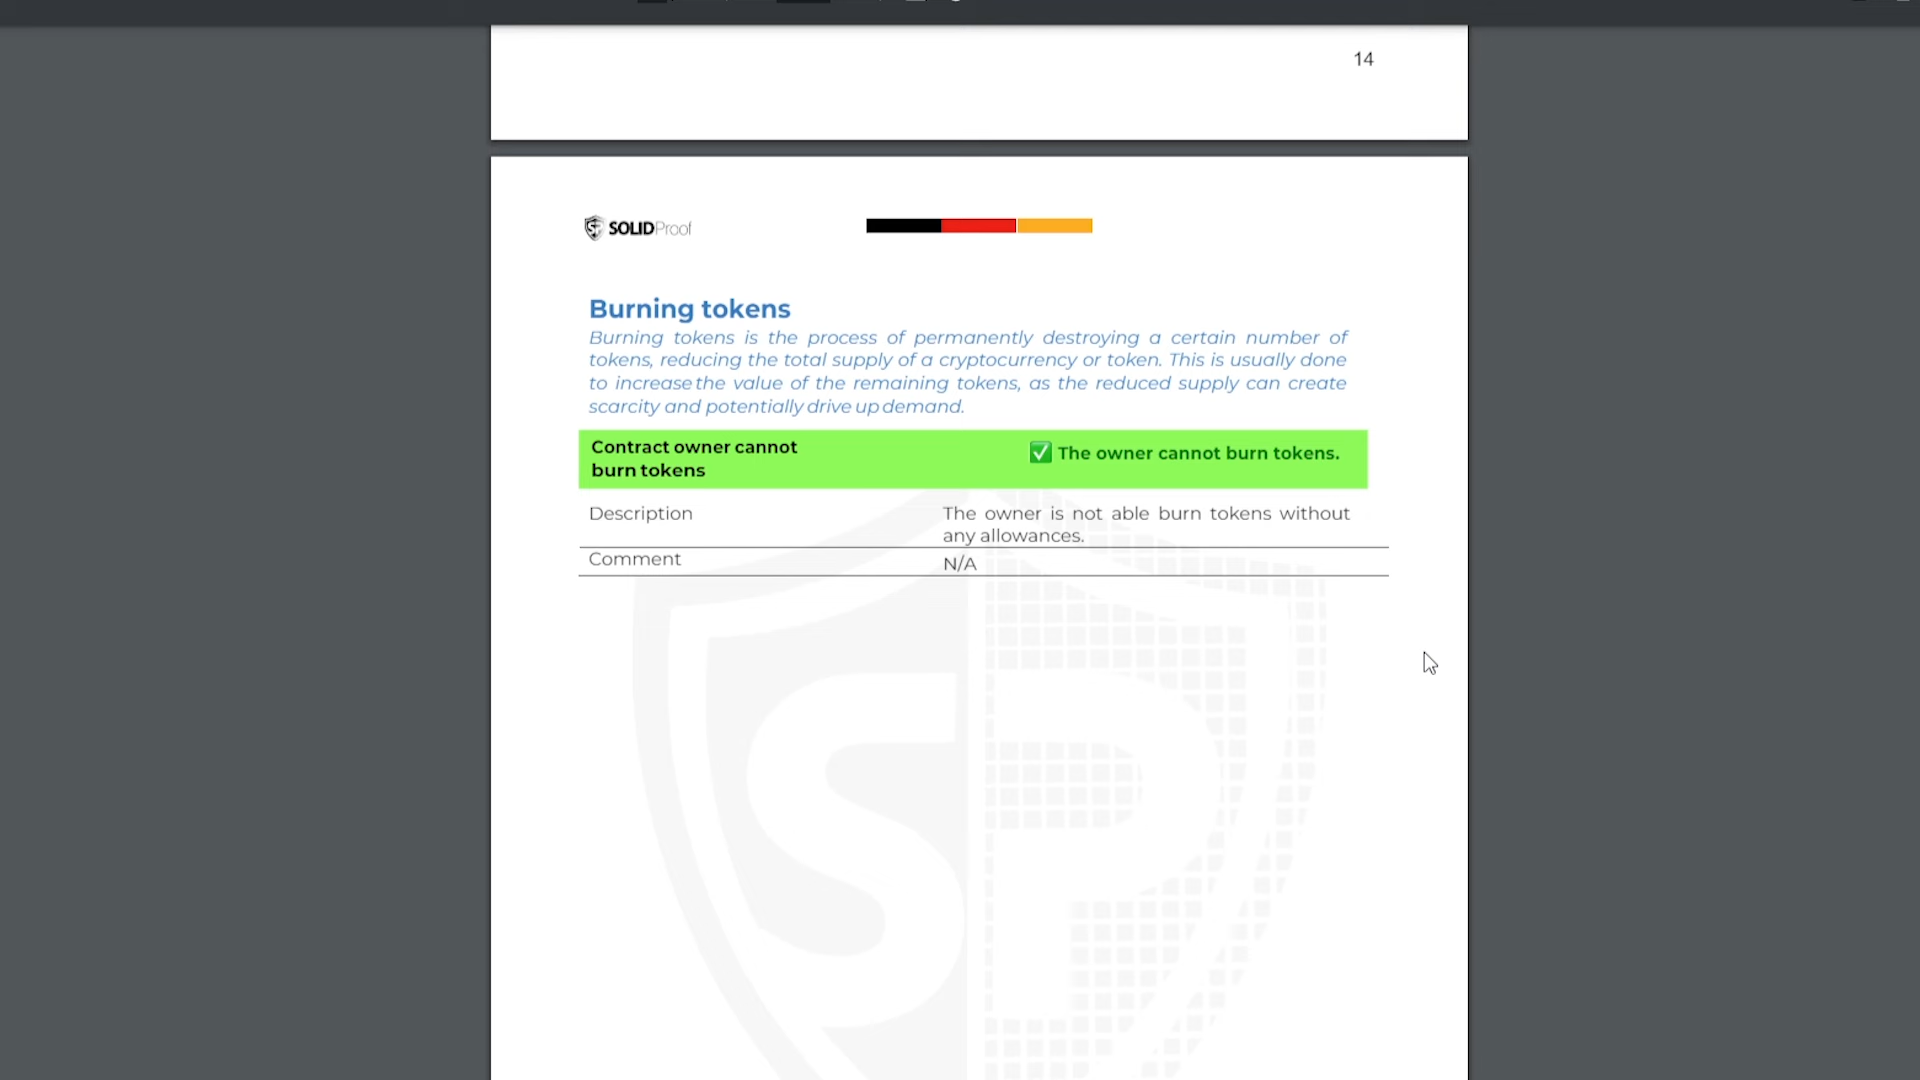 14
SOLIDProof
Burning tokens
Burning tokens is the process of permanently destroying a certain number of
tokens, reducing the total supply of a cryptocurrency or token. This is usually done
to increase the value of the remaining tokens, as the reduced supply can create
scarcity and potentially drive up demand.
Contract owner cannot
burn tokens
✅ The owner cannot burn tokens.
Description
The owner is not able burn tokens without
any allowances.
Comment
N/A